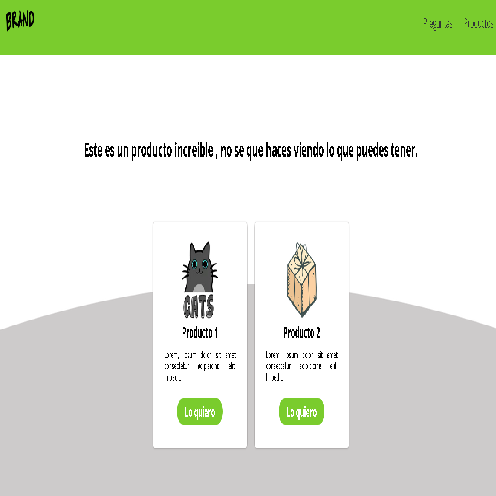 BRAND
Preguntas Productos
Este es un producto increible , no se que haces viendo lo que puedes tener.
CATS
Producto 1
Lorem, ipsum dolor sit amet
consectetur adipisicing elit.
Lo quiero
Producto 2
Lorem, ipsum dolor sit amet
consectetur adipisicing elit.
Lo quiero